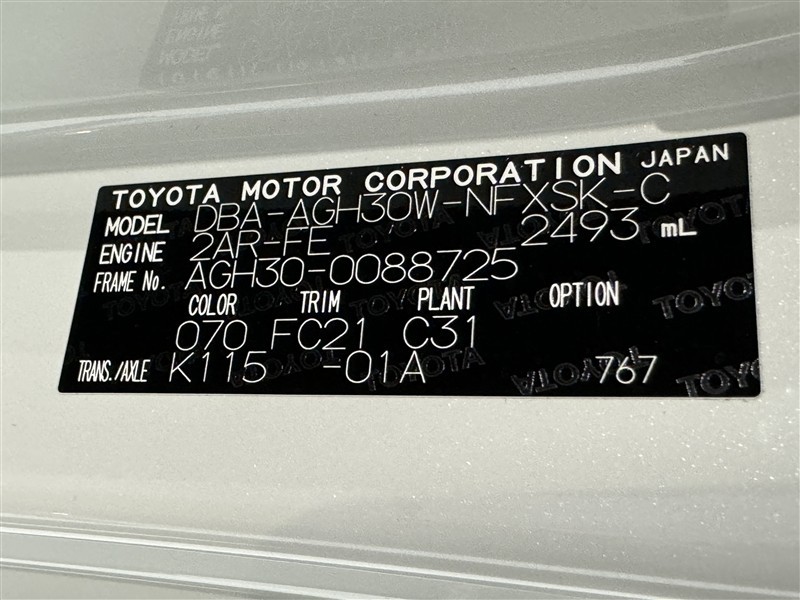 TOYOTA MOTOR CORPORATION JAPAN
MODEL DBA-AGH30W-NFXSK-C
ENGINE 2AR-FE 2493 mL
FRAME No. AGH30-0088725
COLOR TRIM PLANT OPTION
070 FC21 C31
TRANS./AXLE K115 -01A 767